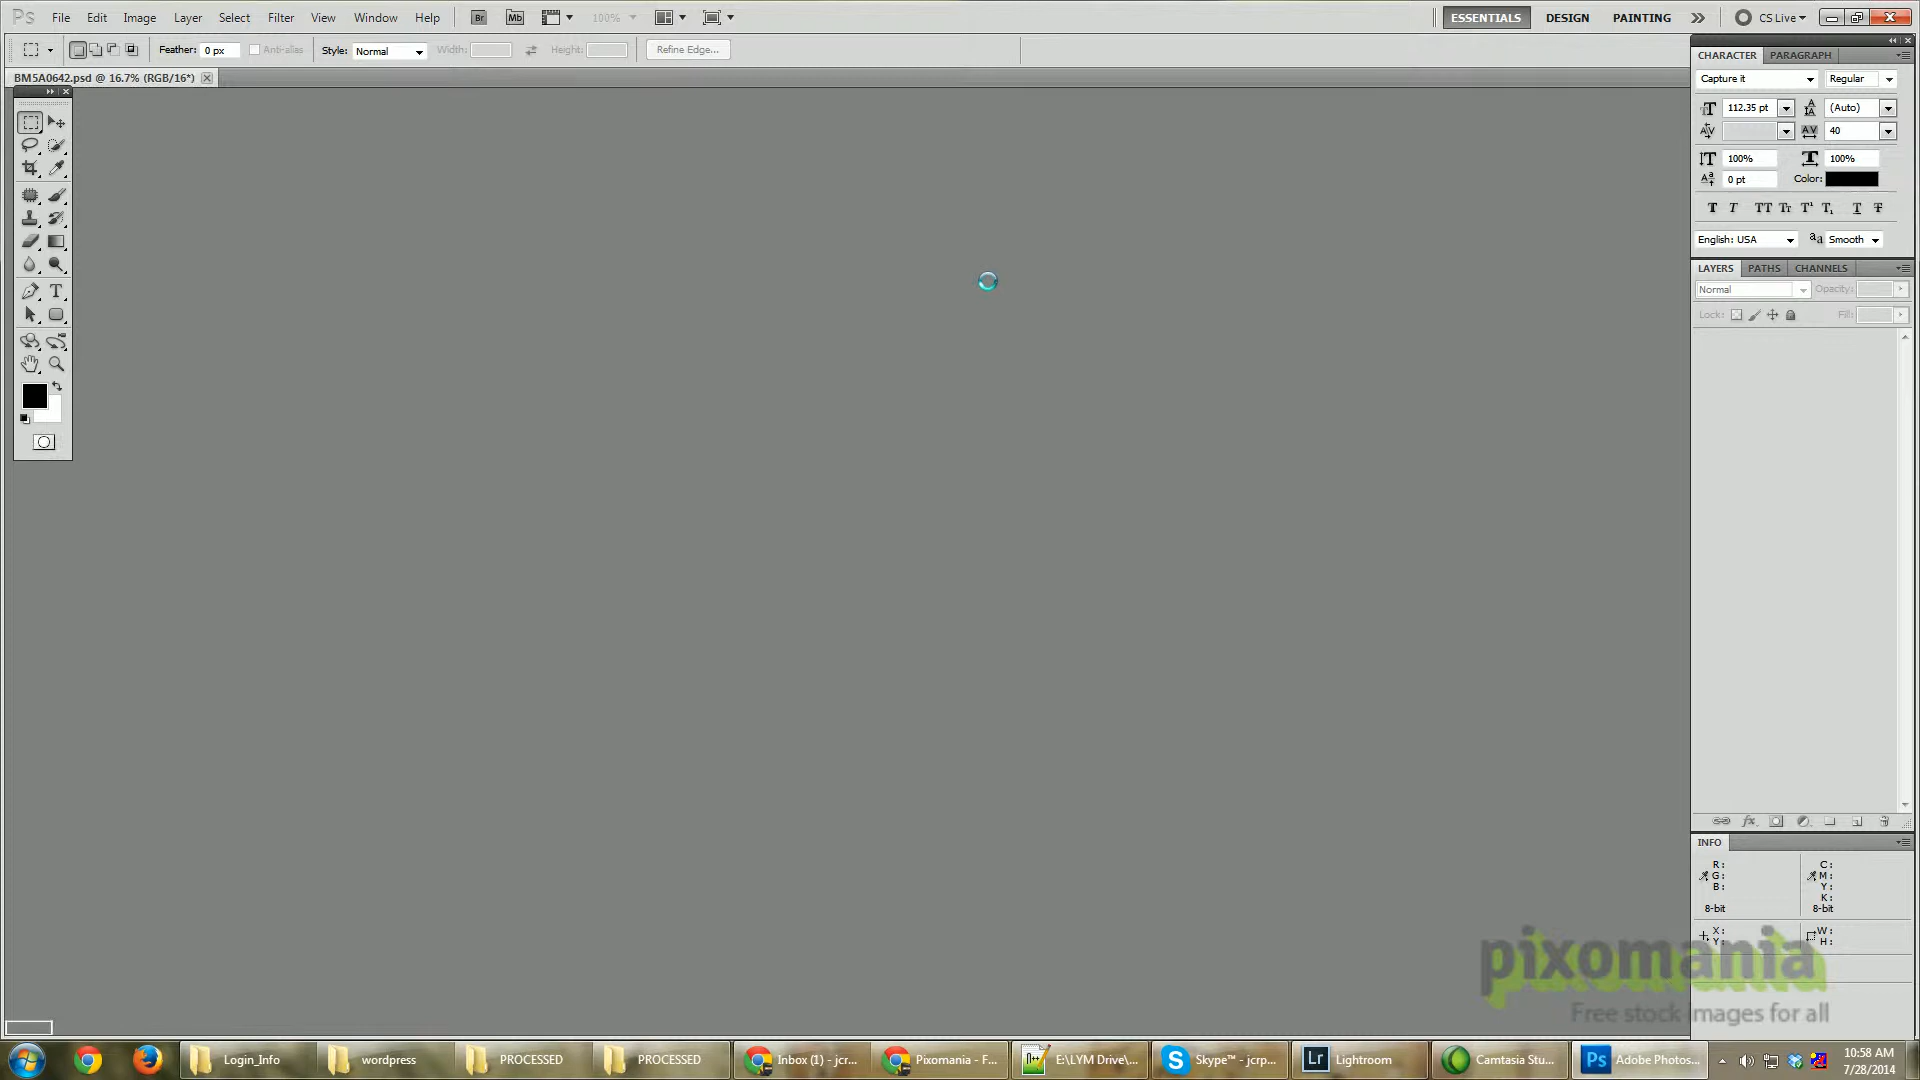 Ps File Edit Image Layer Select Filter View Window Help Br Mb 100% ESSENTIALS DESIGN PAINTING CS Live
Feather: 0 px Anti-alias Style: Normal Width: Height: Refine Edge...
BM5A0642.psd @ 16.7% (RGB/16*)
CHARACTER PARAGRAPH
Capture it Regular
112.35 pt (Auto)
40
100% 100%
0 pt Color:
English: USA aa Smooth
LAYERS PATHS CHANNELS
Normal Opacity:
Lock: Fill:
INFO
R: C:
G: M:
B: Y:
K:
8-bit 8-bit
X: W:
Y: H:
pixomania
Free stock images for all
Login_Info wordpress PROCESSED PROCESSED Inbox (1) - jcr... Pixomania - F... E:\LYM Drive\... Skype™ - jcrp... Lightroom Camtasia Stu... Adobe Photos... 10:58 AM
7/28/2014